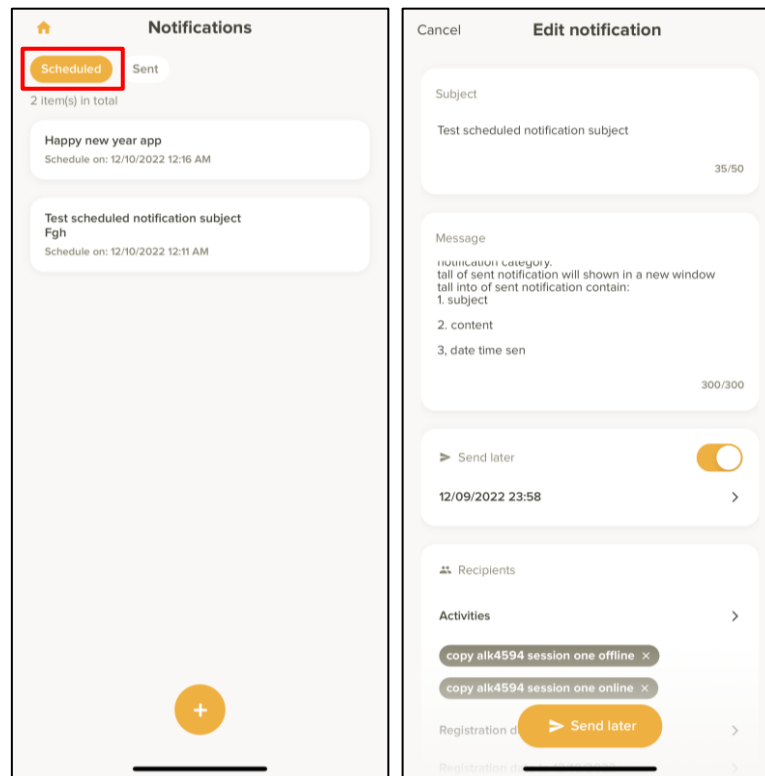 Notifications
Scheduled
Sent
2 item(s) in total
Happy new year app
Schedule on: 12/10/2022 12:16 AM
Test scheduled notification subject
Fgh
Schedule on: 12/10/2022 12:11 AM
+
Cancel
Edit notification
Subject
Test scheduled notification subject
35/50
Message
notification category.
tall of sent notification will shown in a new window
tall into of sent notification contain:
1. subject
2. content
3, date time sen
300/300
Send later
12/09/2022 23:58
Recipients
Activities
copy alk4594 session one offline ×
copy alk4594 session one online ×
Registration d
Send later